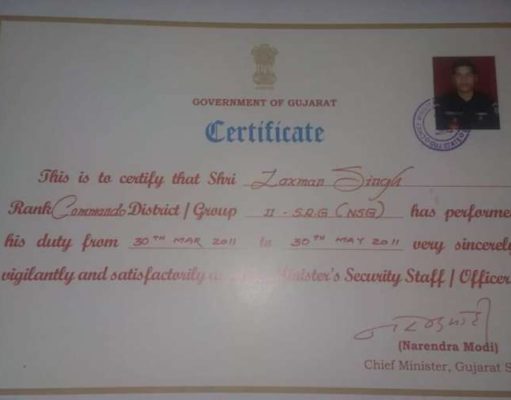 GOVERNMENT OF GUJARAT
Certificate
This is to certify that Shri Laxman Singh
Rank Commando District / Group II - S.R.G (NSG) has performe
his duty from 30TH MAR 2011 to 30TH MAY 2011 very sincerel
vigilantly and satisfactorily Minister's Security Staff / Officer
(Narendra Modi)
Chief Minister, Gujarat S